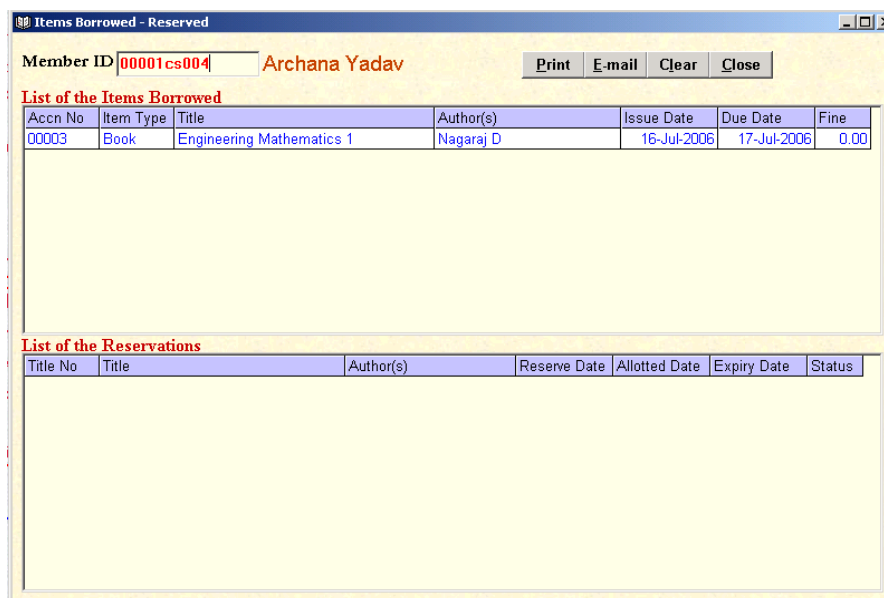 Items Borrowed - Reserved
Member ID 00001cs004 Archana Yadav Print E-mail Clear Close
List of the Items Borrowed
Accn No Item Type Title Author(s) Issue Date Due Date Fine
00003 Book Engineering Mathematics 1 Nagaraj D 16-Jul-2006 17-Jul-2006 0.00
List of the Reservations
Title No Title Author(s) Reserve Date Allotted Date Expiry Date Status